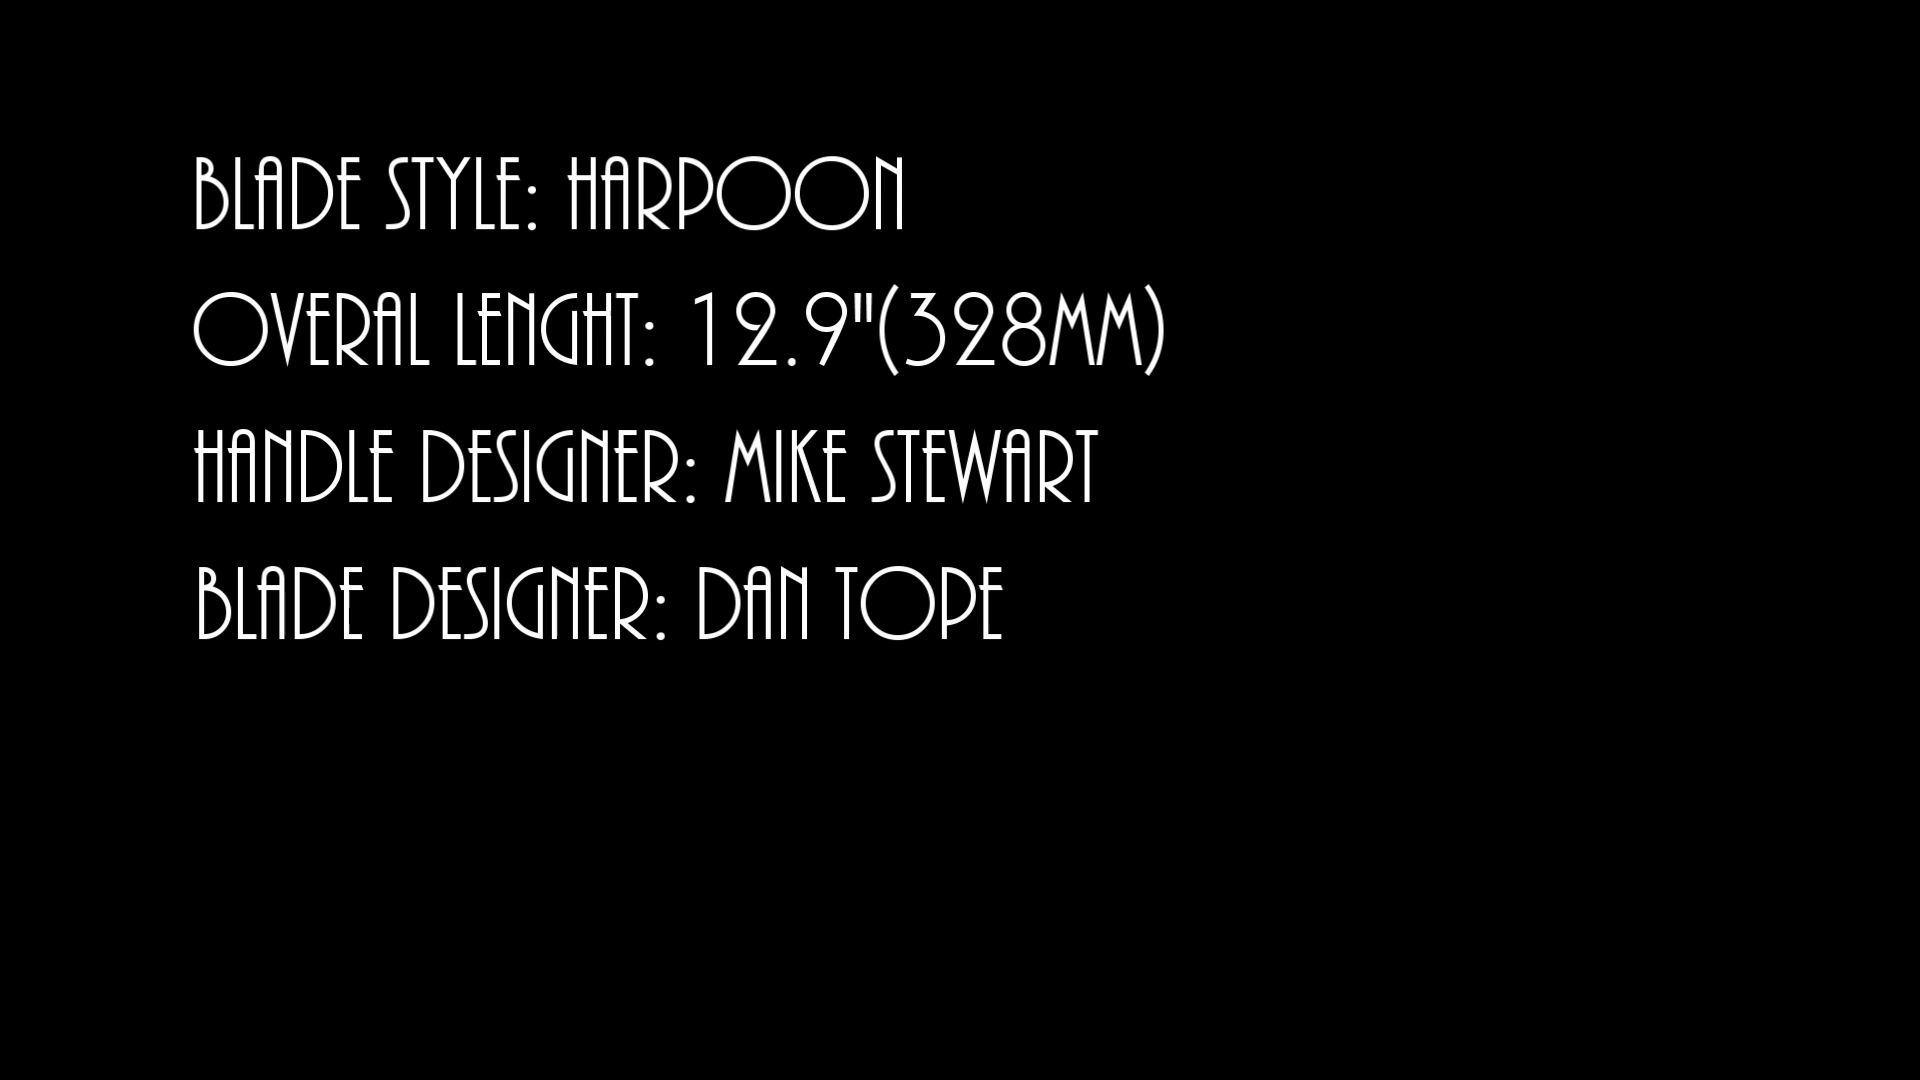 BLADE STYLE: HARPOON
OVERAL LENGHT: 12.9"(328MM)
HANDLE DESIGNER: MIKE STEWART
BLADE DESIGNER: DAN TOPE